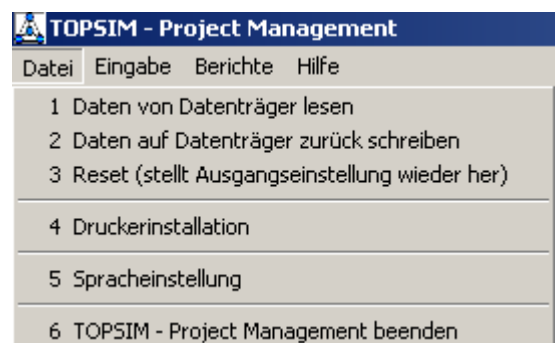 TOPSIM - Project Management
Datei Eingabe Berichte Hilfe
1 Daten von Datenträger lesen
2 Daten auf Datenträger zurück schreiben
3 Reset (stellt Ausgangseinstellung wieder her)
4 Druckerinstallation
5 Spracheinstellung
6 TOPSIM - Project Management beenden